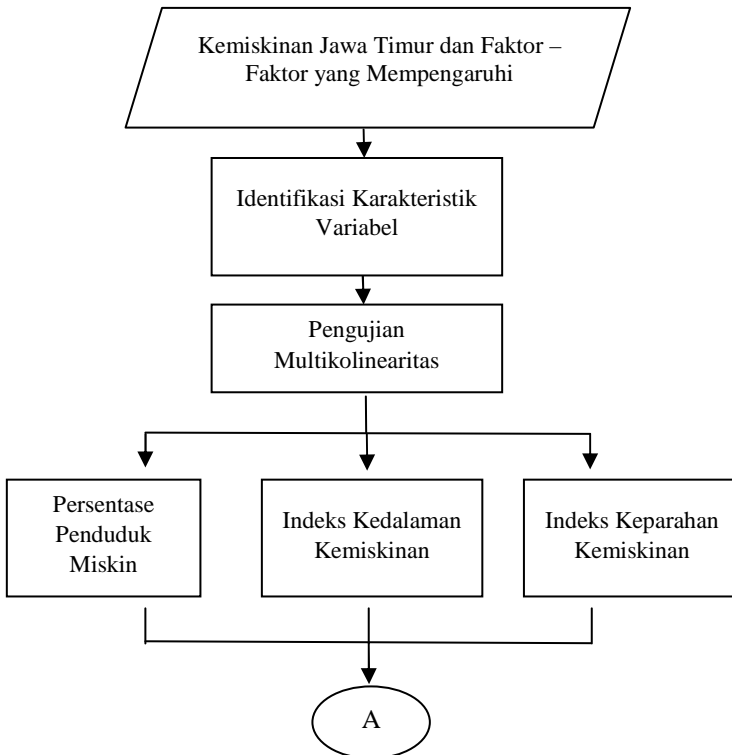 Kemiskinan Jawa Timur dan Faktor –
Faktor yang Mempengaruhi
Identifikasi Karakteristik
Variabel
Pengujian
Multikolinearitas
Persentase
Penduduk
Miskin
Indeks Kedalaman
Kemiskinan
Indeks Keparahan
Kemiskinan
A